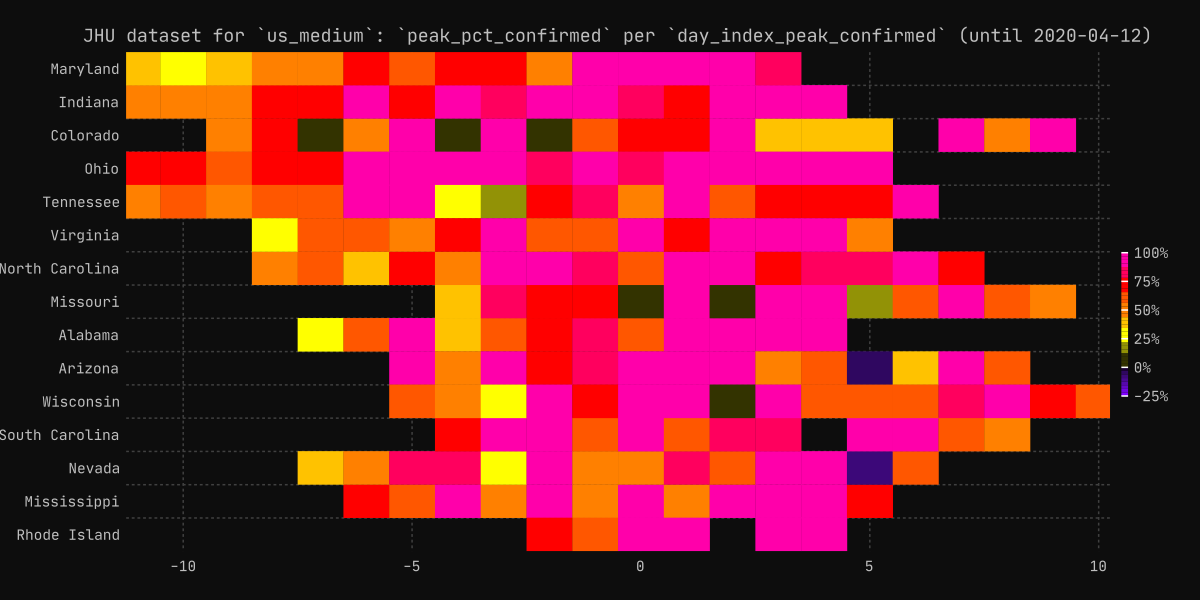 JHU dataset for `us_medium`: `peak_pct_confirmed` per `day_index_peak_confirmed` (until 2020-04-12)
Maryland
Indiana
Colorado
Ohio
Tennessee
Virginia
North Carolina
Missouri
Alabama
Arizona
Wisconsin
South Carolina
Nevada
Mississippi
Rhode Island
−10
−5
0
5
10
100%
75%
50%
25%
0%
−25%